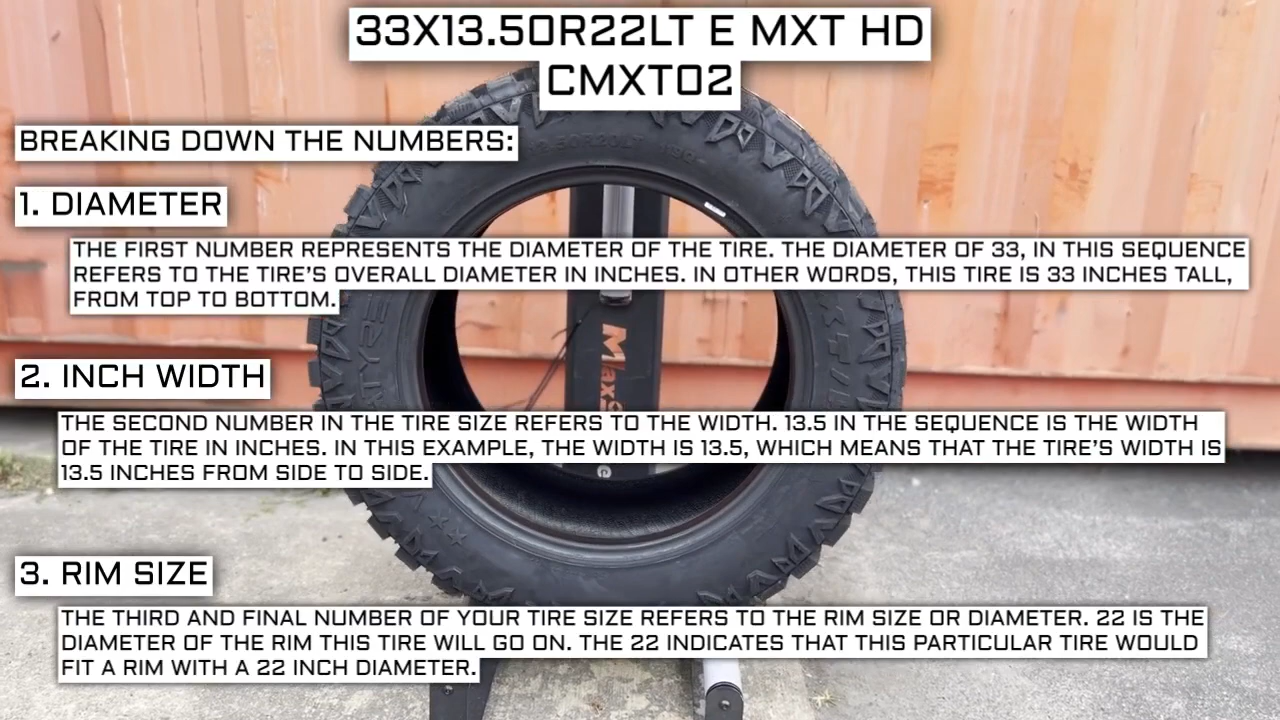 33X13.50R22LT E MXT HD
CMXT02
BREAKING DOWN THE NUMBERS:
1. DIAMETER
THE FIRST NUMBER REPRESENTS THE DIAMETER OF THE TIRE. THE DIAMETER OF 33, IN THIS SEQUENCE
REFERS TO THE TIRE'S OVERALL DIAMETER IN INCHES. IN OTHER WORDS, THIS TIRE IS 33 INCHES TALL,
FROM TOP TO BOTTOM.
2. INCH WIDTH
THE SECOND NUMBER IN THE TIRE SIZE REFERS TO THE WIDTH. 13.5 IN THE SEQUENCE IS THE WIDTH
OF THE TIRE IN INCHES. IN THIS EXAMPLE, THE WIDTH IS 13.5, WHICH MEANS THAT THE TIRE'S WIDTH IS
13.5 INCHES FROM SIDE TO SIDE.
3. RIM SIZE
THE THIRD AND FINAL NUMBER OF YOUR TIRE SIZE REFERS TO THE RIM SIZE OR DIAMETER. 22 IS THE
DIAMETER OF THE RIM THIS TIRE WILL GO ON. THE 22 INDICATES THAT THIS PARTICULAR TIRE WOULD
FIT A RIM WITH A 22 INCH DIAMETER.